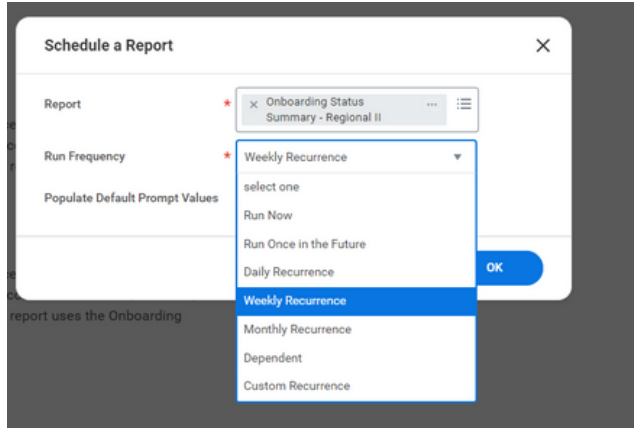 Schedule a Report
Report
*
Onboarding Status
Summary - Regional II
Run Frequency
*
Weekly Recurrence
Populate Default Prompt Values
select one
Run Now
Run Once in the Future
Daily Recurrence
Weekly Recurrence
Monthly Recurrence
Dependent
Custom Recurrence
OK
report uses the Onboarding